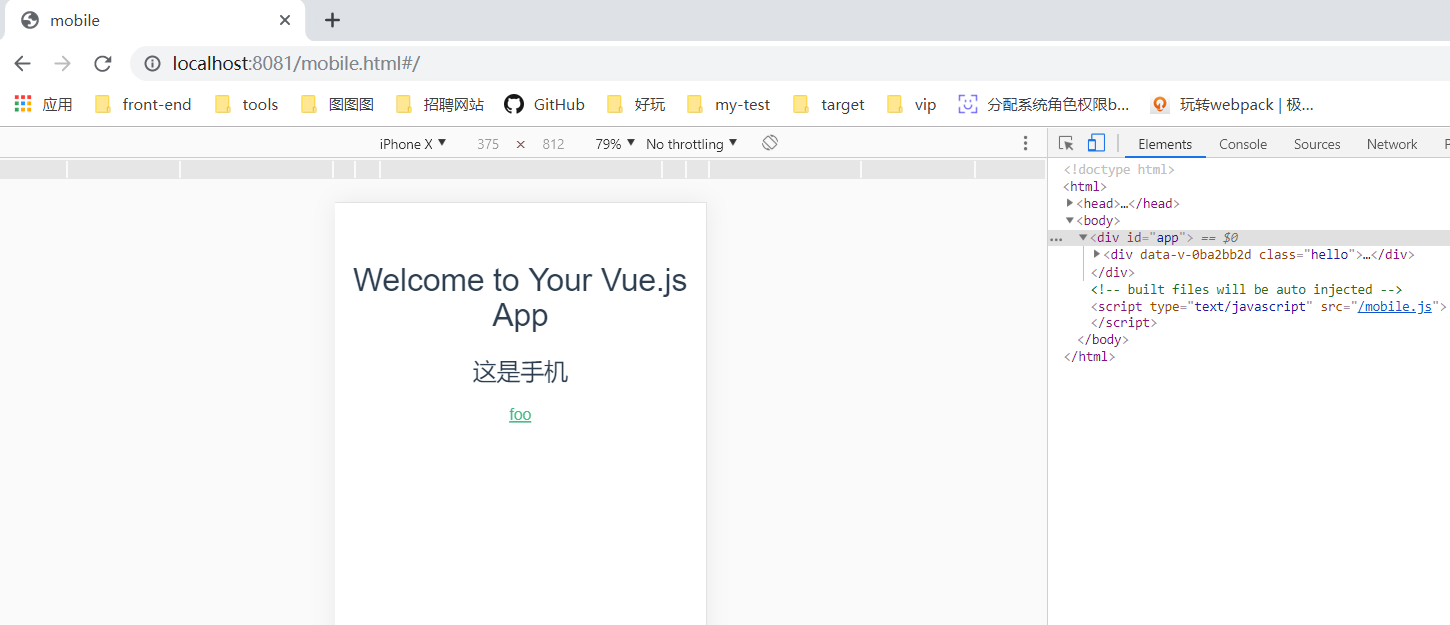 mobile
localhost:8081/mobile.html#/
应用 front-end tools 图图图 招聘网站 GitHub 好玩 my-test target vip 分配系统角色权限b... 玩转webpack | 极...
iPhone X 375 × 812 79% No throttling
Elements Console Sources Network
<!doctype html>
<html>
<head>…</head>
<body>
<div id="app"> == $0
<div data-v-0ba2bb2d class="hello">…</div>
</div>
<!-- built files will be auto injected -->
<script type="text/javascript" src="/mobile.js">
</script>
</body>
</html>
Welcome to Your Vue.js
App
这是手机
foo